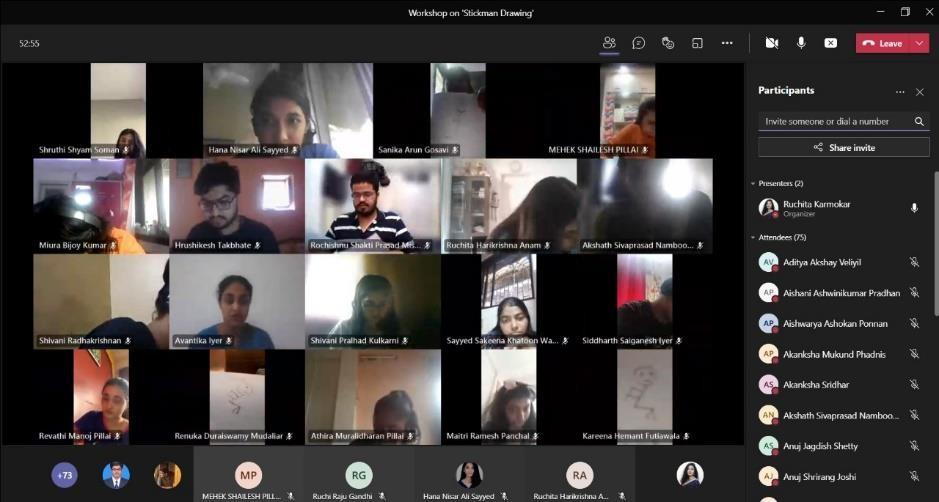 Workshop on 'Stickman Drawing'
52:55
Leave
Participants
Invite someone or dial a number
Share invite
Presenters (2)
Ruchita Karmokar
Organizer
Attendees (75)
Aditya Akshay Veliyil
Aishani Ashwinikumar Pradhan
Aishwarya Ashokan Ponnan
Akanksha Mukund Phadnis
Akanksha Sridhar
Akshath Sivaprasad Namboo...
Anuj Jagdish Shetty
Anuj Shrirang Joshi
AV
AP
AP
AP
AS
AN
AS
AJ
Shruthi Shyam Soman
Hana Nisar Ali Sayyed
Sanika Arun Gosavi
MEHEK SHAILESH PILLAI
Miura Bijoy Kumar
Hrushikesh Takbhate
Rochishnu Shakti Prasad Mis...
Ruchita Harikrishna Anam
Akshath Sivaprasad Namboo...
Shivani Radhakrishnan
Avantika Iyer
Shivani Pralhad Kulkarni
Sayyed Sakeena Khatoon Wa...
Siddharth Saiganesh Iyer
Revathi Manoj Pillai
Renuka Duraiswamy Mudaliar
Athira Muralidharan Pillai
Maitri Ramesh Panchal
Kareena Hemant Futlawala
+73
MP
RG
RA
MEHEK SHAILESH PILL...
Ruchi Raju Gandhi
Hana Nisar Ali Sayyed
Ruchita Harikrishna A...